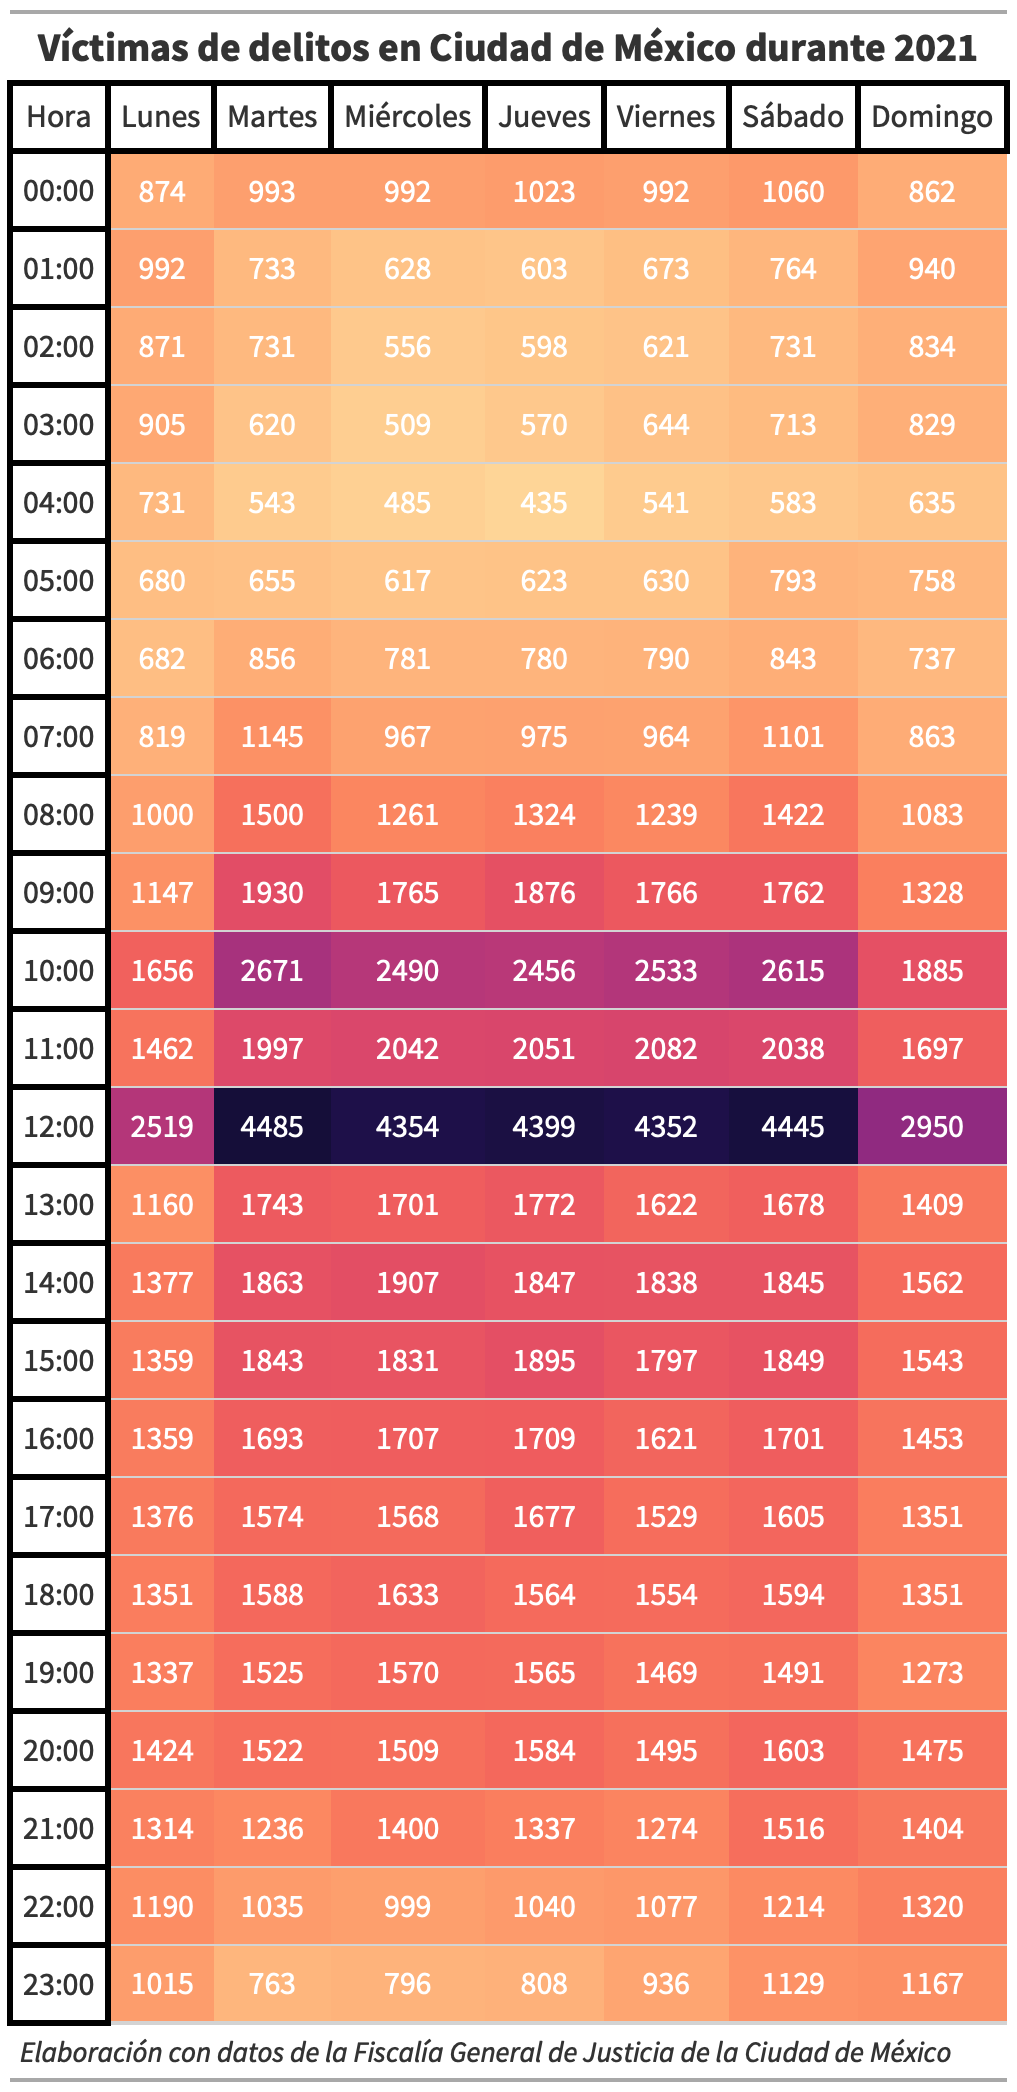 Víctimas de delitos en Ciudad de México durante 2021
Hora Lunes Martes Miércoles Jueves Viernes Sábado Domingo
00:00 874 993 992 1023 992 1060 862
01:00 992 733 628 603 673 764 940
02:00 871 731 556 598 621 731 834
03:00 905 620 509 570 644 713 829
04:00 731 543 485 435 541 583 635
05:00 680 655 617 623 630 793 758
06:00 682 856 781 780 790 843 737
07:00 819 1145 967 975 964 1101 863
08:00 1000 1500 1261 1324 1239 1422 1083
09:00 1147 1930 1765 1876 1766 1762 1328
10:00 1656 2671 2490 2456 2533 2615 1885
11:00 1462 1997 2042 2051 2082 2038 1697
12:00 2519 4485 4354 4399 4352 4445 2950
13:00 1160 1743 1701 1772 1622 1678 1409
14:00 1377 1863 1907 1847 1838 1845 1562
15:00 1359 1843 1831 1895 1797 1849 1543
16:00 1359 1693 1707 1709 1621 1701 1453
17:00 1376 1574 1568 1677 1529 1605 1351
18:00 1351 1588 1633 1564 1554 1594 1351
19:00 1337 1525 1570 1565 1469 1491 1273
20:00 1424 1522 1509 1584 1495 1603 1475
21:00 1314 1236 1400 1337 1274 1516 1404
22:00 1190 1035 999 1040 1077 1214 1320
23:00 1015 763 796 808 936 1129 1167
Elaboración con datos de la Fiscalía General de Justicia de la Ciudad de México